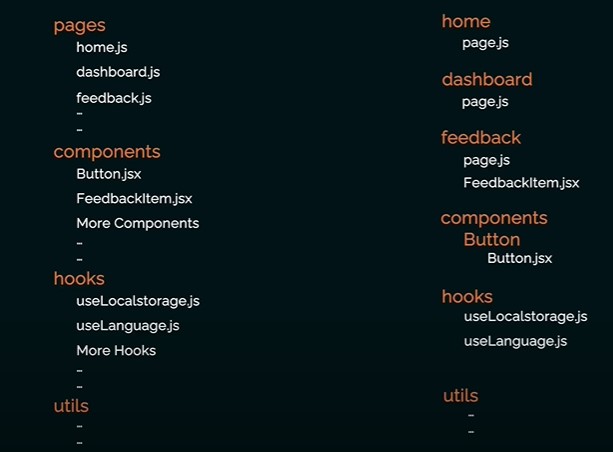 pages
home.js
dashboard.js
feedback.js
--
--
components
Button.jsx
FeedbackItem.jsx
More Components
--
--
hooks
useLocalstorage.js
useLanguage.js
More Hooks
--
--
utils
--
--
home
page.js
dashboard
page.js
feedback
page.js
FeedbackItem.jsx
components
Button
Button.jsx
hooks
useLocalstorage.js
useLanguage.js
utils
--
--